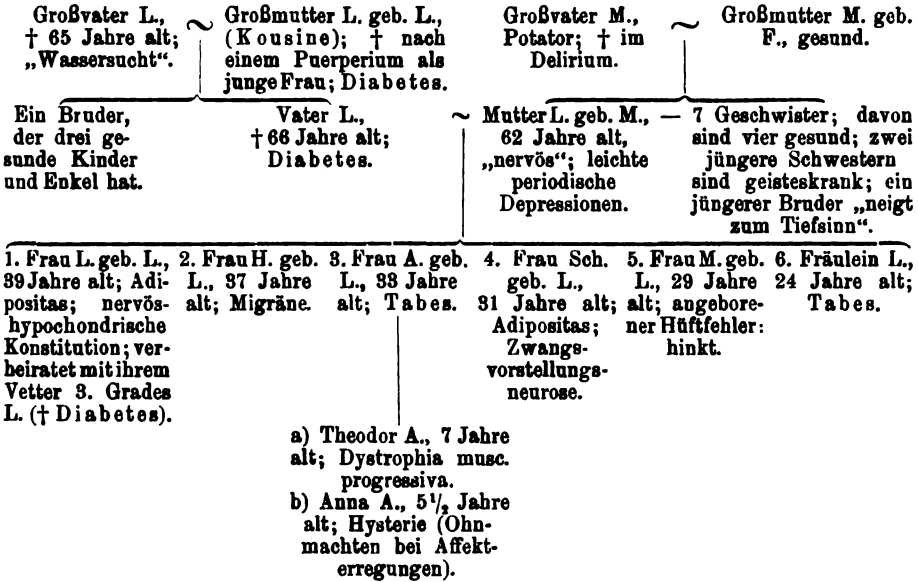 Großvater L.,
† 65 Jahre alt;
„Wassersucht“.
~
Großmutter L. geb. L.,
(Kousine); † nach
einem Puerperium als
junge Frau; Diabetes.
Großvater M.,
Potator; † im
Delirium.
~
Großmutter M. geb.
F., gesund.
Ein Bruder,
der drei ge-
sunde Kinder
und Enkel hat.
Vater L.,
† 66 Jahre alt;
Diabetes.
~
Mutter L. geb. M., —
62 Jahre alt,
„nervös“; leichte
periodische
Depressionen.
7 Geschwister; davon
sind vier gesund; zwei
jüngere Schwestern
sind geisteskrank; ein
jüngerer Bruder „neigt
zum Tiefsinn“.
1. Frau L. geb. L.,
39 Jahre alt; Adi-
positas; nervös-
hypochondrische
Konstitution; ver-
heiratet mit ihrem
Vetter 3. Grades
L. († Diabetes).
2. Frau H. geb.
L., 37 Jahre
alt; Migräne.
3. Frau A. geb.
L., 33 Jahre
alt; Tabes.
4. Frau Sch.
geb. L.,
31 Jahre alt;
Adipositas;
Zwangs-
vorstellungs-
neurose.
5. Frau M. geb.
L., 29 Jahre
alt; angebore-
ner Hüftfehler:
hinkt.
6. Fräulein L.,
24 Jahre alt;
Tabes.
a) Theodor A., 7 Jahre
alt; Dystrophia musc.
progressiva.
b) Anna A., 5½ Jahre
alt; Hysterie (Ohn-
machten bei Affekt-
erregungen).